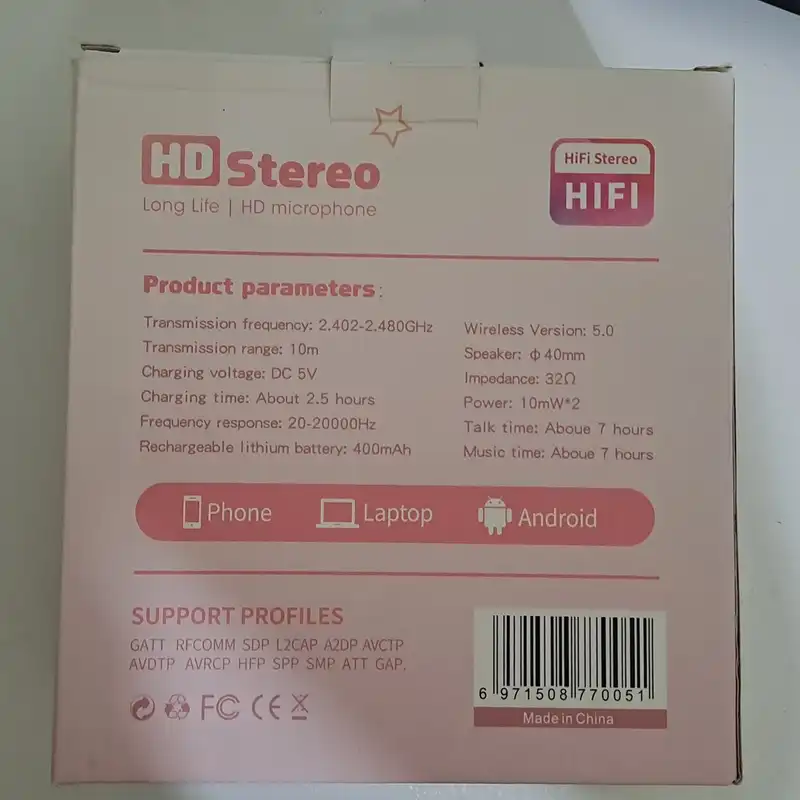 HD Stereo
Long Life | HD microphone
HiFi Stereo
HIFI
Product parameters:
Transmission frequency: 2.402-2.480GHz
Transmission range: 10m
Charging voltage: DC 5V
Charging time: About 2.5 hours
Frequency response: 20-20000Hz
Rechargeable lithium battery: 400mAh
Wireless Version: 5.0
Speaker: ф40mm
Impedance: 32Ω
Power: 10mW*2
Talk time: Aboue 7 hours
Music time: Aboue 7 hours
Phone
Laptop
Android
SUPPORT PROFILES
GATT RFCOMM SDP L2CAP A2DP AVCTP
AVDTP AVRCP HFP SPP SMP ATT GAP.
FC CE
6 971508 770051
Made in China